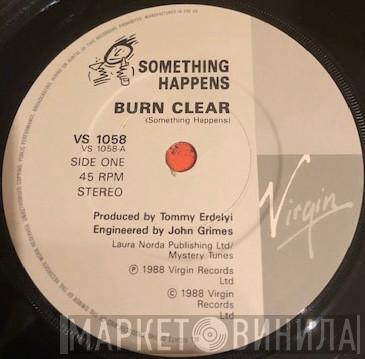 SOMETHING
HAPPENS
BURN CLEAR
(Something Happens)
VS 1058
VS 1058-A
SIDE ONE
45 RPM
STEREO
Produced by Tommy Erdelyi
Engineered by John Grimes
Laura Norda Publishing Ltd/
Mystery Tunes
Ⓟ 1988 Virgin Records
Ltd
© 1988 Virgin Records
Ltd
Virgin
МАРКЕТ ВИНИЛА